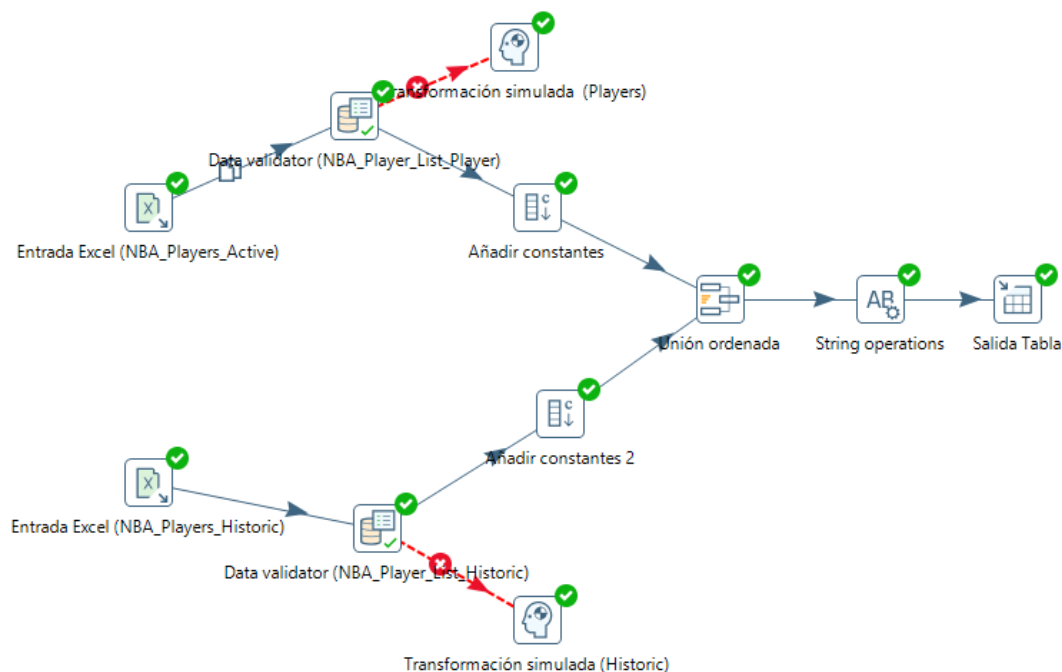 Transformación simulada (Players)
Data validator (NBA_Player_List_Player)
Entrada Excel (NBA_Players_Active)
Añadir constantes
Unión ordenada
String operations
Salida Tabla
Añadir constantes 2
Entrada Excel (NBA_Players_Historic)
Data validator (NBA_Player_List_Historic)
Transformación simulada (Historic)